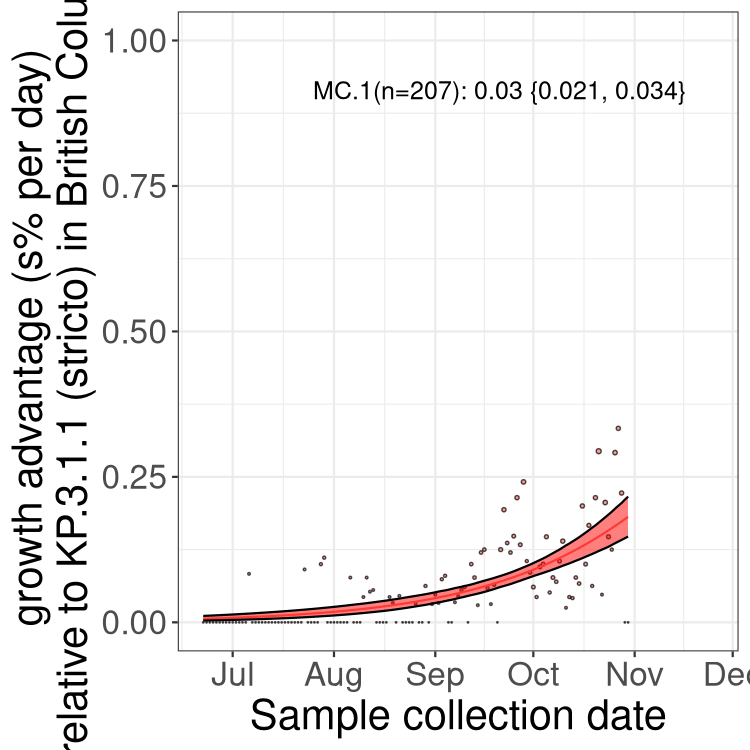 growth advantage (s% per day)
relative to KP.3.1.1 (stricto) in British Colu
1.00
0.75
0.50
0.25
0.00
MC.1(n=207): 0.03 {0.021, 0.034}
Jul Aug Sep Oct Nov Dec
Sample collection date